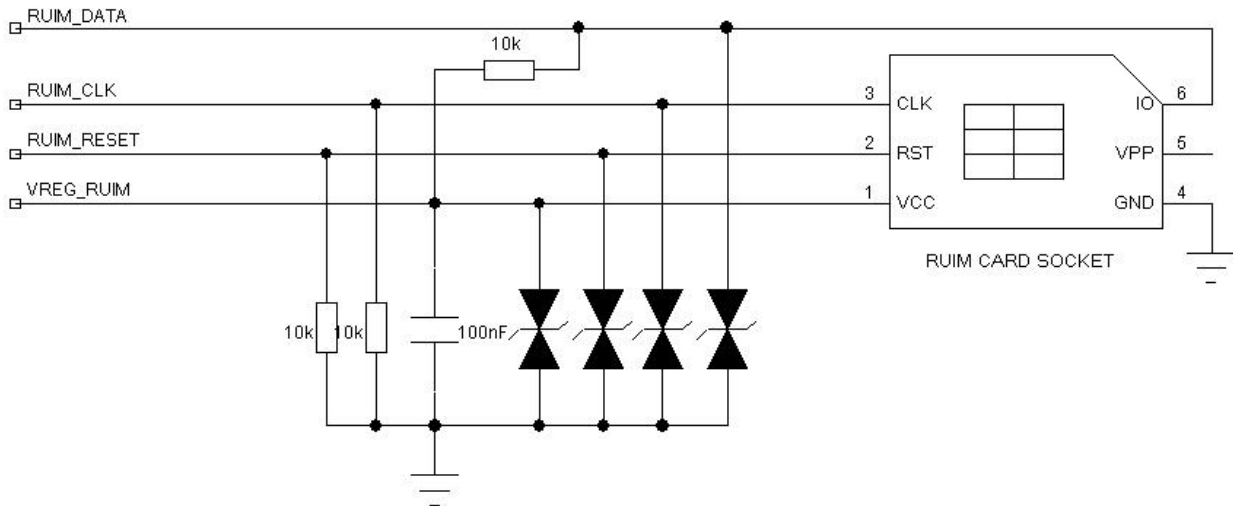 RUIM_DATA
10k
RUIM_CLK
3 CLK IO 6
RUIM_RESET
2 RST VPP 5
VREG_RUIM
1 VCC GND 4
RUIM CARD SOCKET
10k 10k 100nF